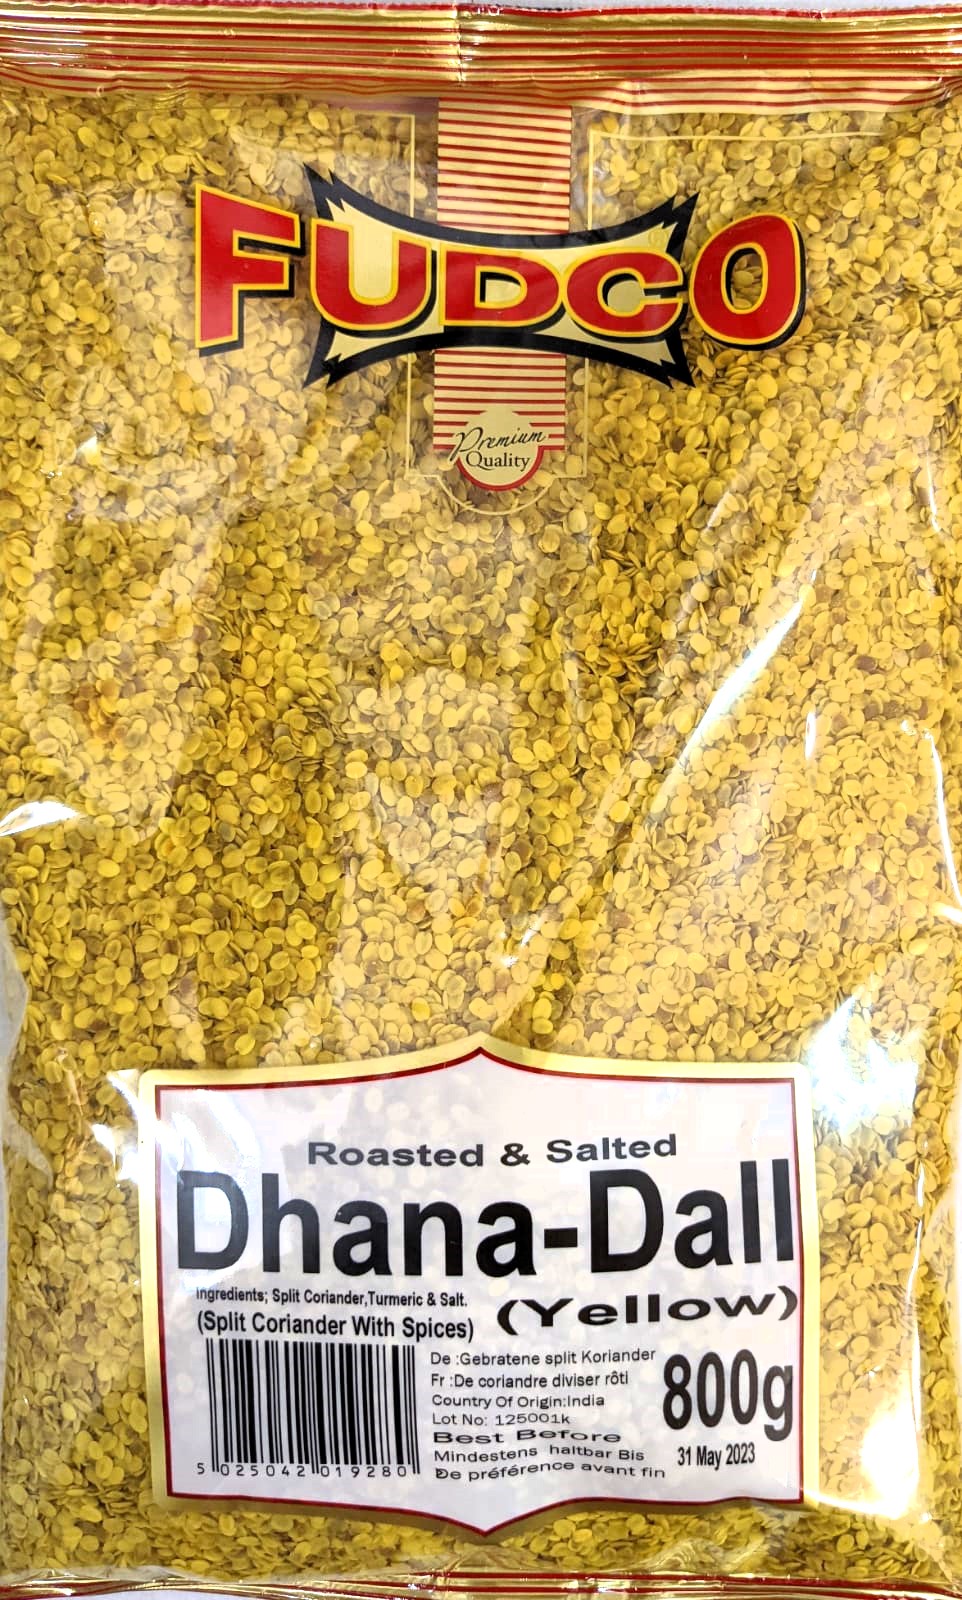 FUDCO
Premium
Quality
Roasted & Salted
Dhana-Dall
Ingredients; Split Coriander,Turmeric & Salt.
(Yellow)
(Split Coriander With Spices)
De :Gebratene split Koriander
Fr :De coriandre diviser rôti
800g
Country Of Origin:India
Lot No: 125001k
Best Before
Mindestens haltbar Bis
31 May 2023
De préférence avant fin
5 025042 019280